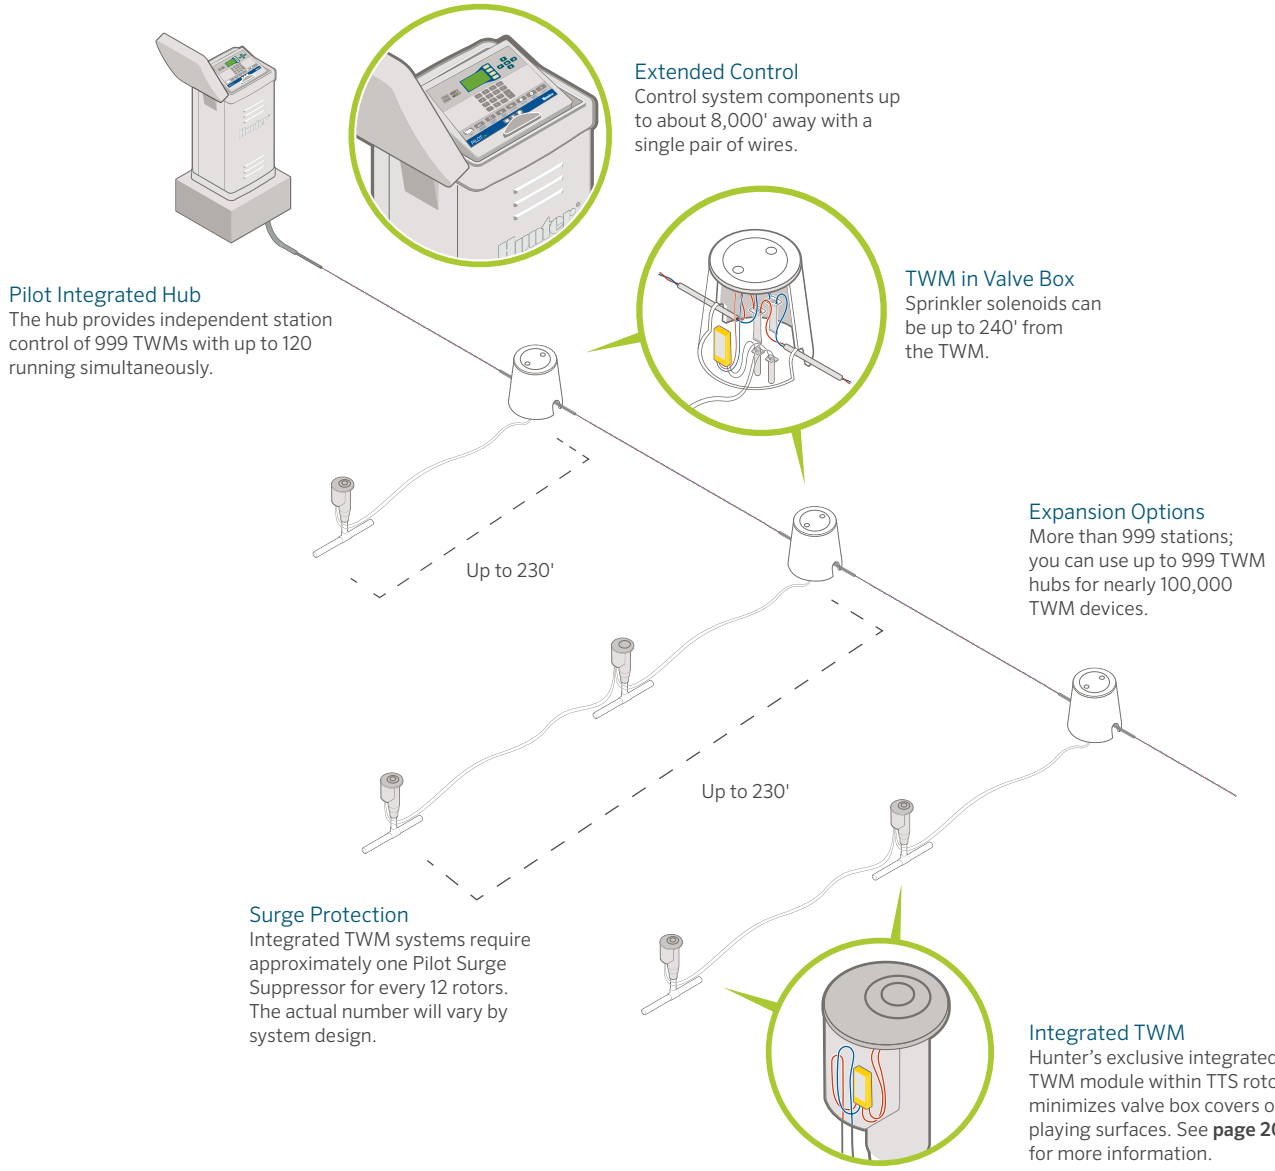 Extended Control
Control system components up
to about 8,000' away with a
single pair of wires.
PILOT
Hunter
Pilot Integrated Hub
The hub provides independent station
control of 999 TWMs with up to 120
running simultaneously.
TWM in Valve Box
Sprinkler solenoids can
be up to 240' from
the TWM.
Up to 230'
Expansion Options
More than 999 stations;
you can use up to 999 TWM
hubs for nearly 100,000
TWM devices.
Up to 230'
Surge Protection
Integrated TWM systems require
approximately one Pilot Surge
Suppressor for every 12 rotors.
The actual number will vary by
system design.
Integrated TWM
Hunter's exclusive integrated
TWM module within TTS roto
minimizes valve box covers o
playing surfaces. See page 20
for more information.